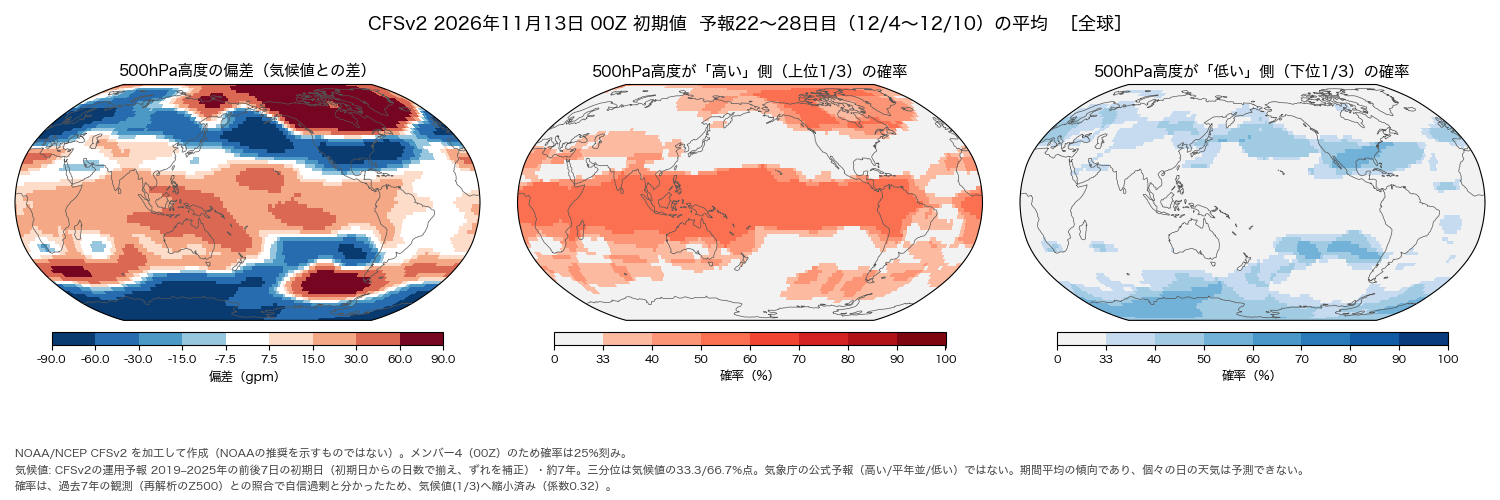 CFSv2 2026年11月13日 00Z 初期値  予報22～28日目（12/4～12/10）の平均  ［全球］
500hPa高度の偏差（気候値との差）
500hPa高度が「高い」側（上位1/3）の確率
500hPa高度が「低い」側（下位1/3）の確率
-90.0 -60.0 -30.0 -15.0 -7.5 7.5 15.0 30.0 60.0 90.0
偏差（gpm）
0 33 40 50 60 70 80 90 100
確率（%）
0 33 40 50 60 70 80 90 100
確率（%）
NOAA/NCEP CFSv2 を加工して作成（NOAAの推奨を示すものではない）。メンバー4（00Z）のため確率は25%刻み。
気候値: CFSv2の運用予報 2019–2025年の前後7日の初期日（初期日からの日数で揃え、ずれを補正）・約7年。三分位は気候値の33.3/66.7%点。気象庁の公式予報（高い/平年並/低い）ではない。期間平均の傾向であり、個々の日の天気は予測できない。
確率は、過去7年の観測（再解析のZ500）との照合で自信過剰と分かったため、気候値(1/3)へ縮小済み（係数0.32）。